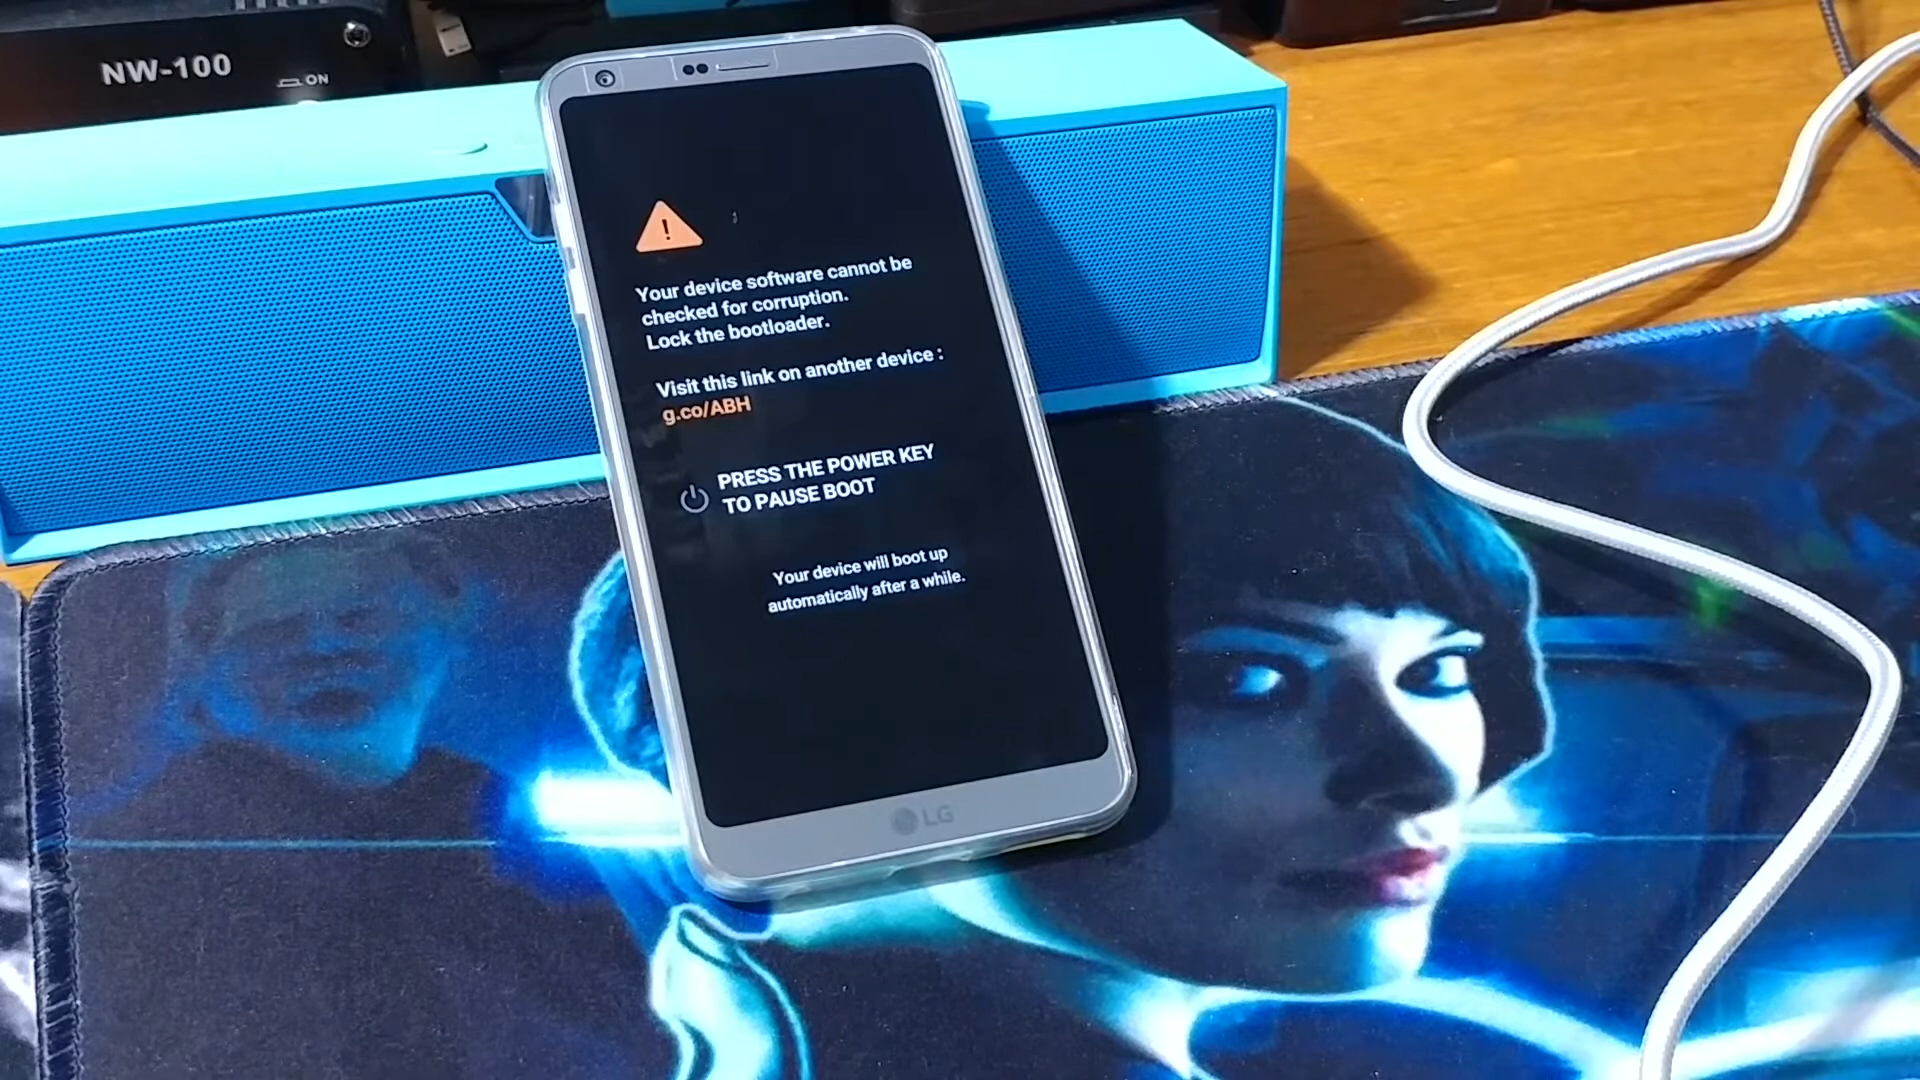 NW-100
ON
!
Your device software cannot be
checked for corruption.
Lock the bootloader.
Visit this link on another device :
g.co/ABH
PRESS THE POWER KEY
TO PAUSE BOOT
Your device will boot up
automatically after a while.
LG